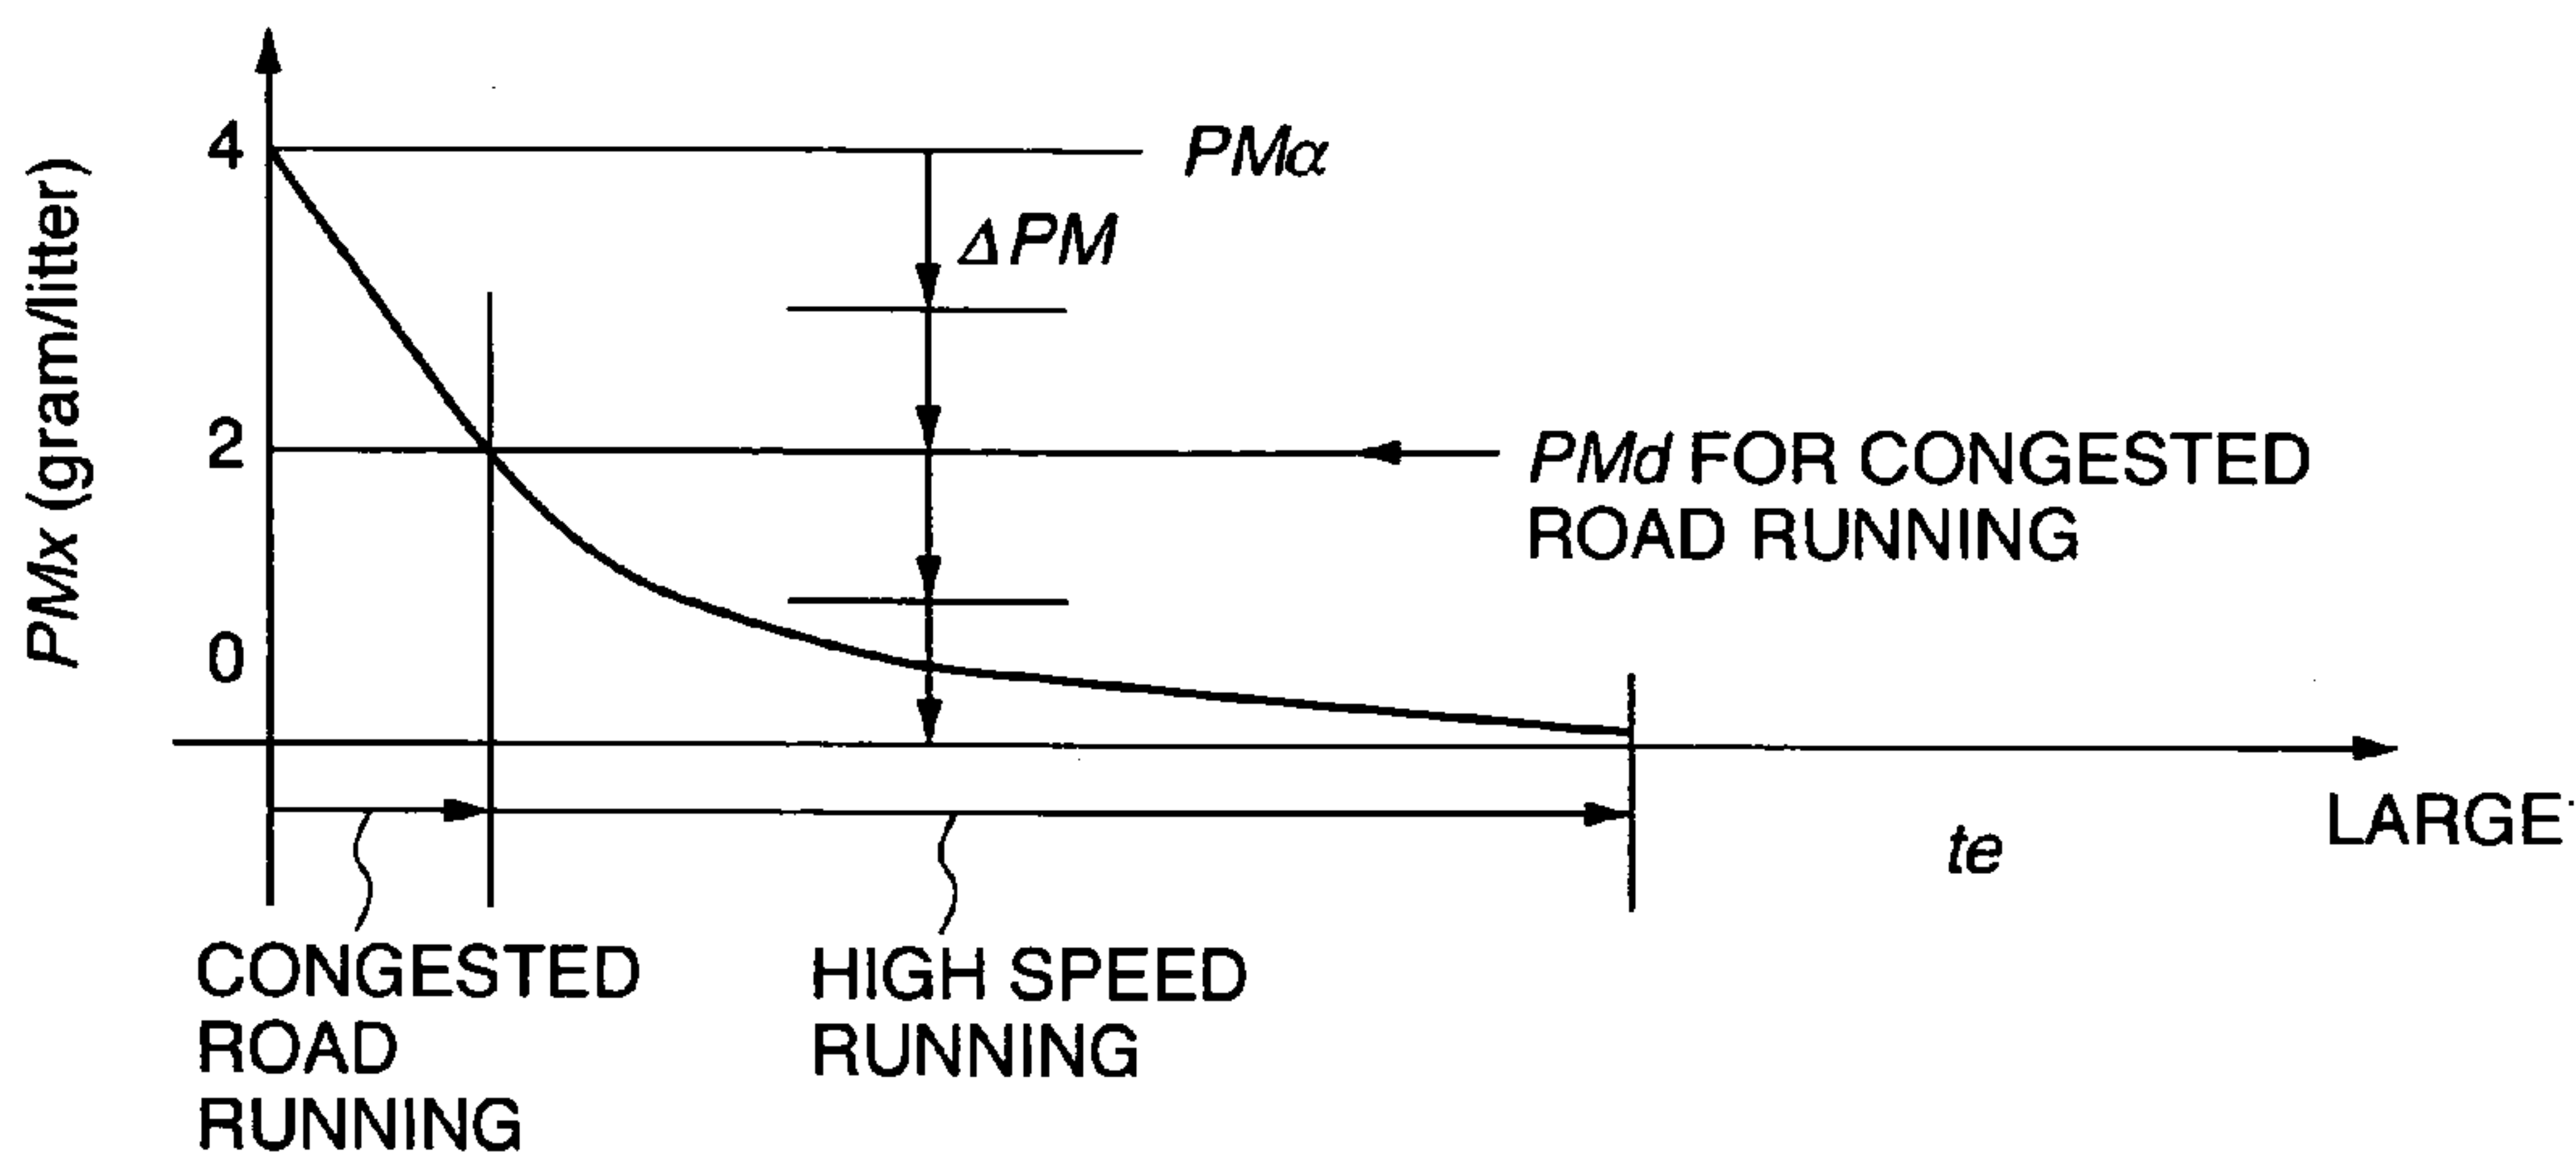 PMx (gram/litter)
4
2
0
PMα
ΔPM
PMd FOR CONGESTED
ROAD RUNNING
te
LARGE
CONGESTED
ROAD
RUNNING
HIGH SPEED
RUNNING